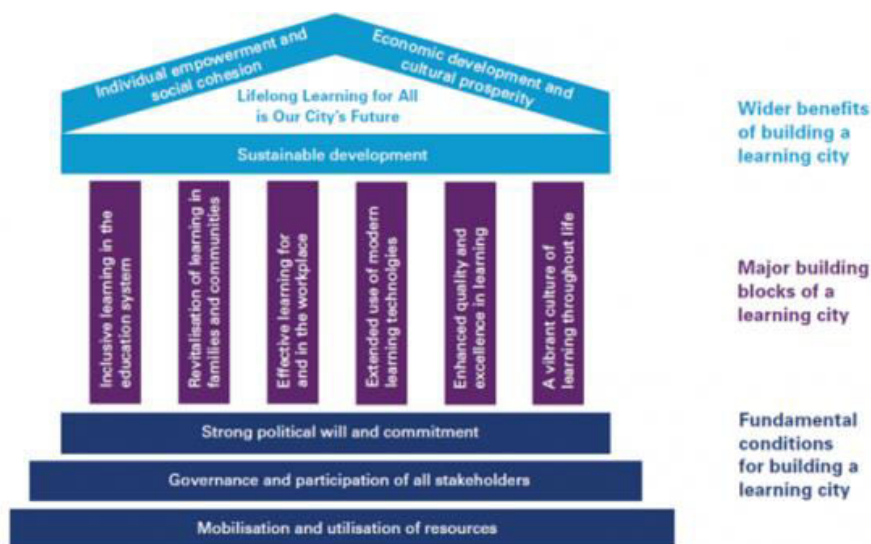 Individual empowerment and
social cohesion
Economic development and
cultural prosperity
Lifelong Learning for All
is Our City's Future
Sustainable development
Wider benefits
of building a
learning city
Inclusive learning in the
education system
Revitalisation of learning in
families and communities
Effective learning for
and in the workplace
Extended use of modern
learning technolgies
Enhanced quality and
excellence in learning
A vibrant culture of
learning throughout life
Major building
blocks of a
learning city
Strong political will and commitment
Governance and participation of all stakeholders
Mobilisation and utilisation of resources
Fundamental
conditions
for building a
learning city